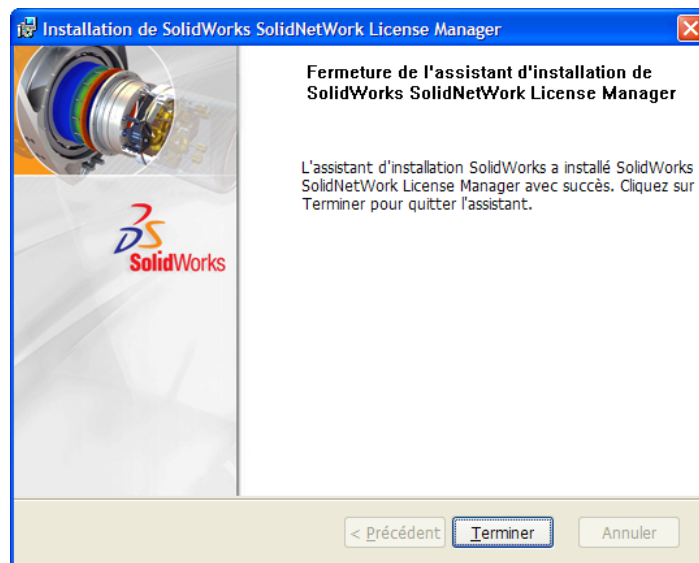 Installation de SolidWorks SolidNetWork License Manager
Fermeture de l'assistant d'installation de
SolidWorks SolidNetWork License Manager
L'assistant d'installation SolidWorks a installé SolidWorks
SolidNetWork License Manager avec succès. Cliquez sur
Terminer pour quitter l'assistant.
SolidWorks
< Précédent
Terminer
Annuler